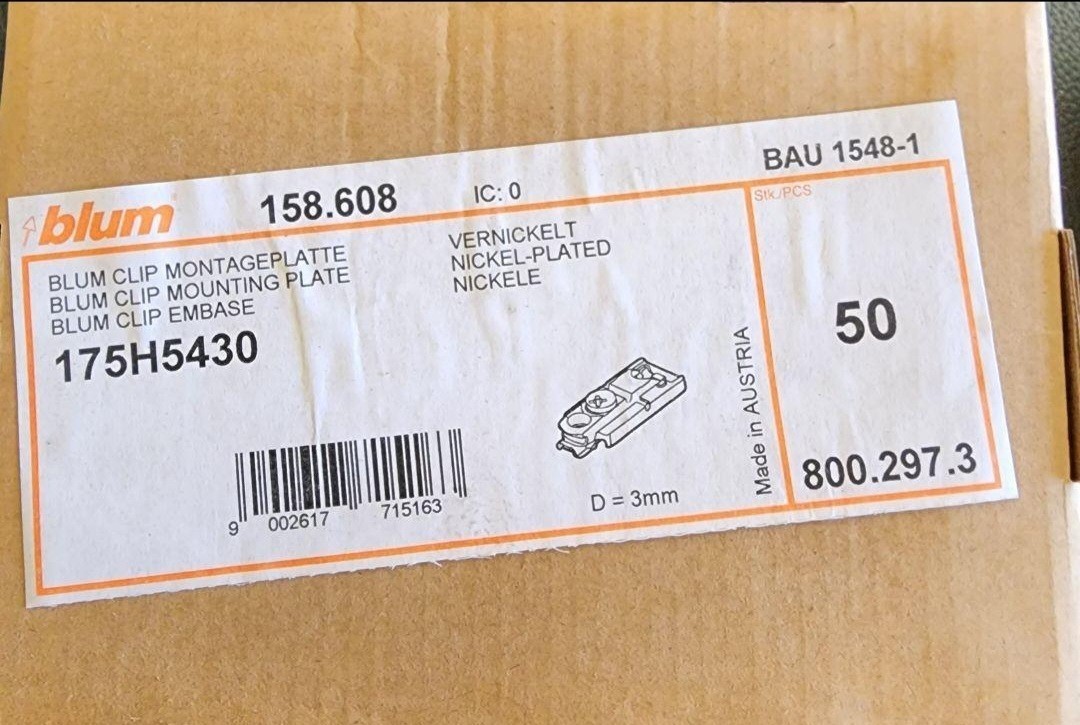 blum
158.608
IC: 0
BAU 1548-1
BLUM CLIP MONTAGEPLATTE
BLUM CLIP MOUNTING PLATE
BLUM CLIP EMBASE
175H5430
VERNICKELT
NICKEL-PLATED
NICKELE
Stk./PCS
50
Made in AUSTRIA
800.297.3
D = 3mm
9 002617 715163